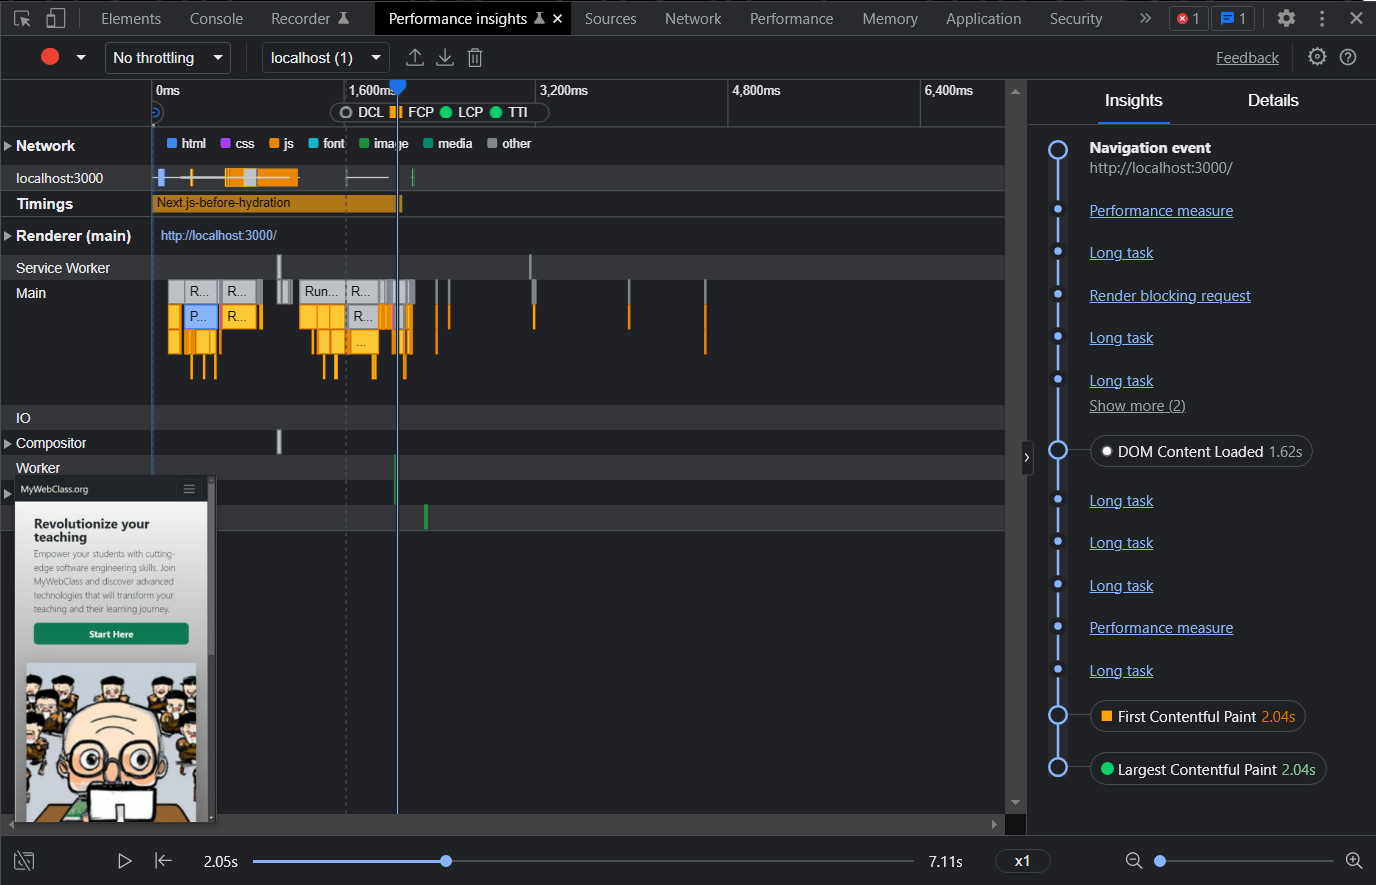 Elements Console Recorder Performance insights Sources Network Performance Memory Application Security 1 1
No throttling localhost (1) Feedback
0ms 1,600ms 3,200ms 4,800ms 6,400ms
DCL FCP LCP TTI
Network html css js font image media other
localhost:3000
Timings Next.js-before-hydration
Renderer (main) http://localhost:3000/
Service Worker
Main R... R... Run... R...
P... R... R...
...
IO
Compositor
Worker
MyWebClass.org
Revolutionize your
teaching
Empower your students with cutting-
edge software engineering skills. Join
MyWebClass and discover advanced
technologies that will transform your
teaching and their learning journey.
Start Here
Insights Details
Navigation event
http://localhost:3000/
Performance measure
Long task
Render blocking request
Long task
Long task
Show more (2)
DOM Content Loaded 1.62s
Long task
Long task
Long task
Performance measure
Long task
First Contentful Paint 2.04s
Largest Contentful Paint 2.04s
2.05s 7.11s x1